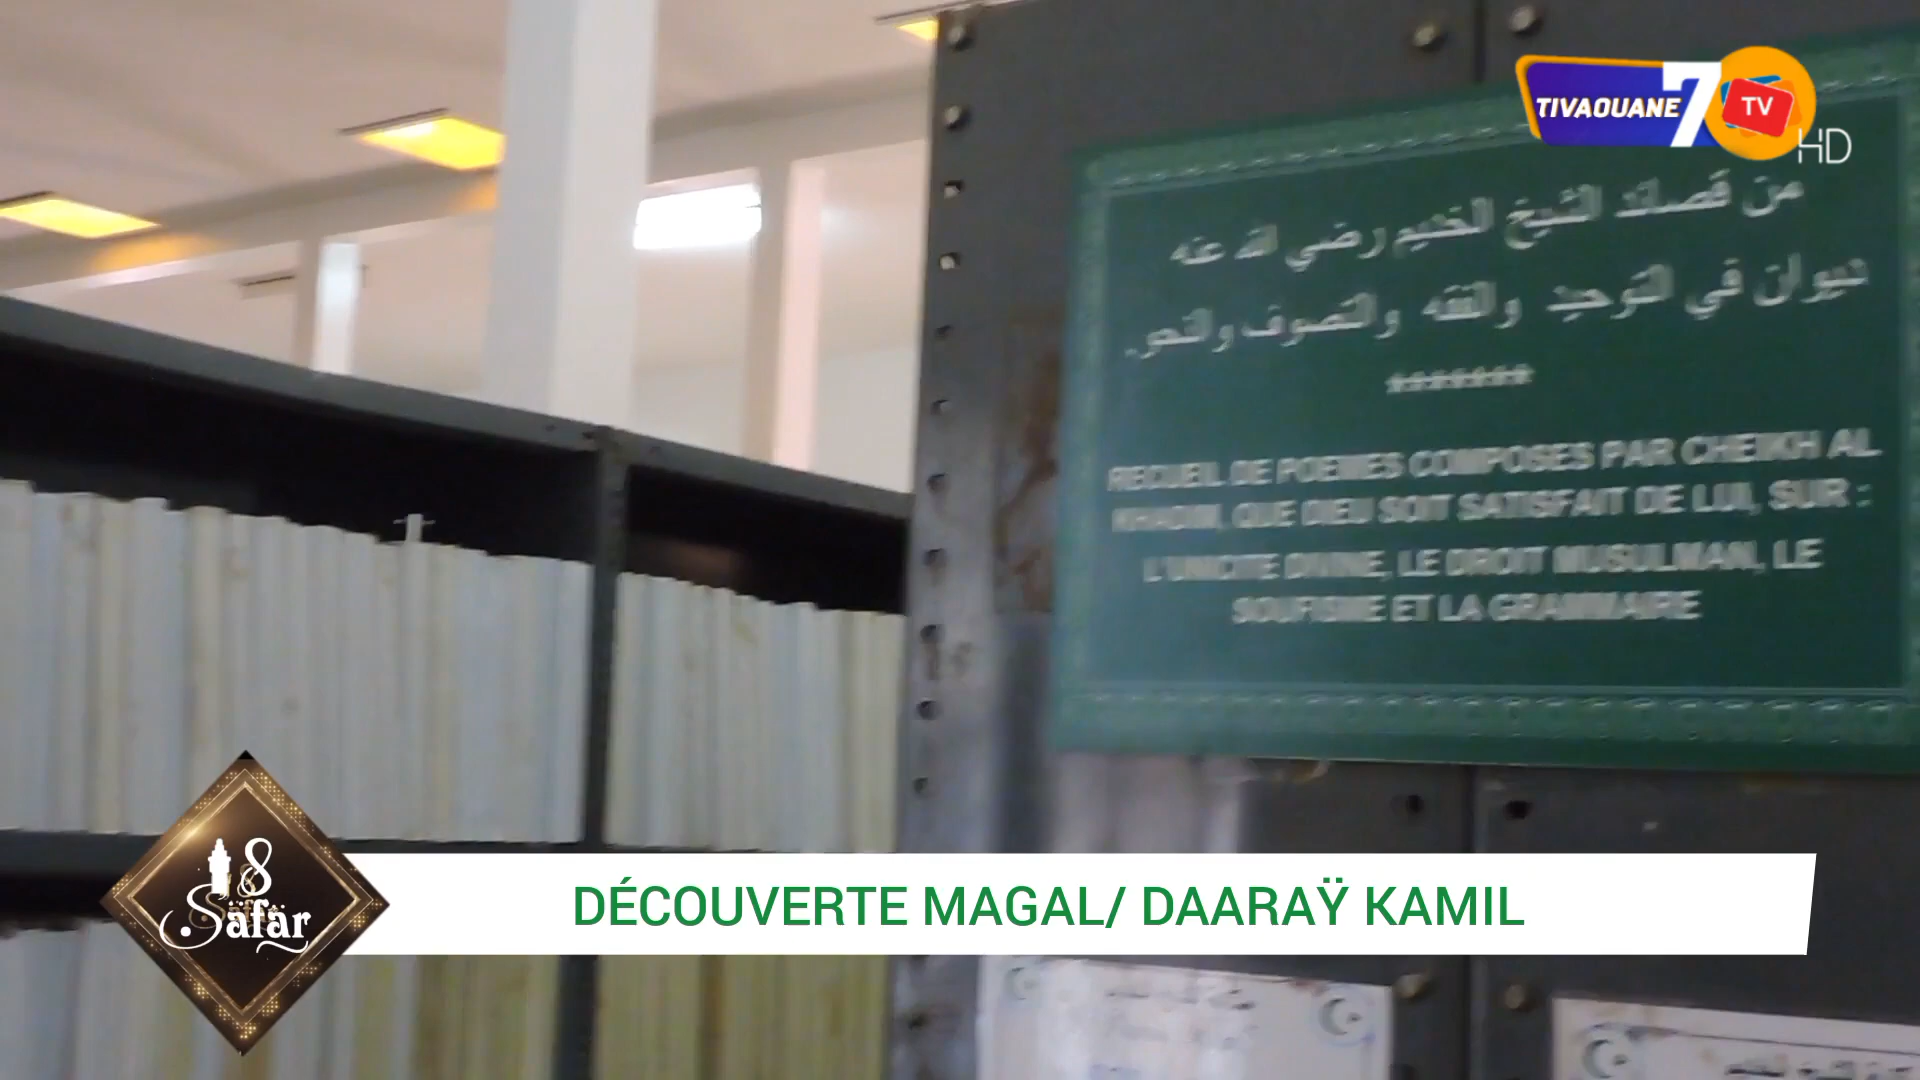 TIVAOUANE 7 TV
HD
من قصائد الشيخ الخديم رضي الله عنه
ديوان في التوحيد والفقه والتصوف والنحو.
*******
RECUEIL DE POEMES COMPOSES PAR CHEIKH AL
KHADIM, QUE DIEU SOIT SATISFAIT DE LUI, SUR :
L'UNICITE DIVINE, LE DROIT MUSULMAN, LE
SOUFISME ET LA GRAMMAIRE
18
Safar
DÉCOUVERTE MAGAL/ DAARAŸ KAMIL